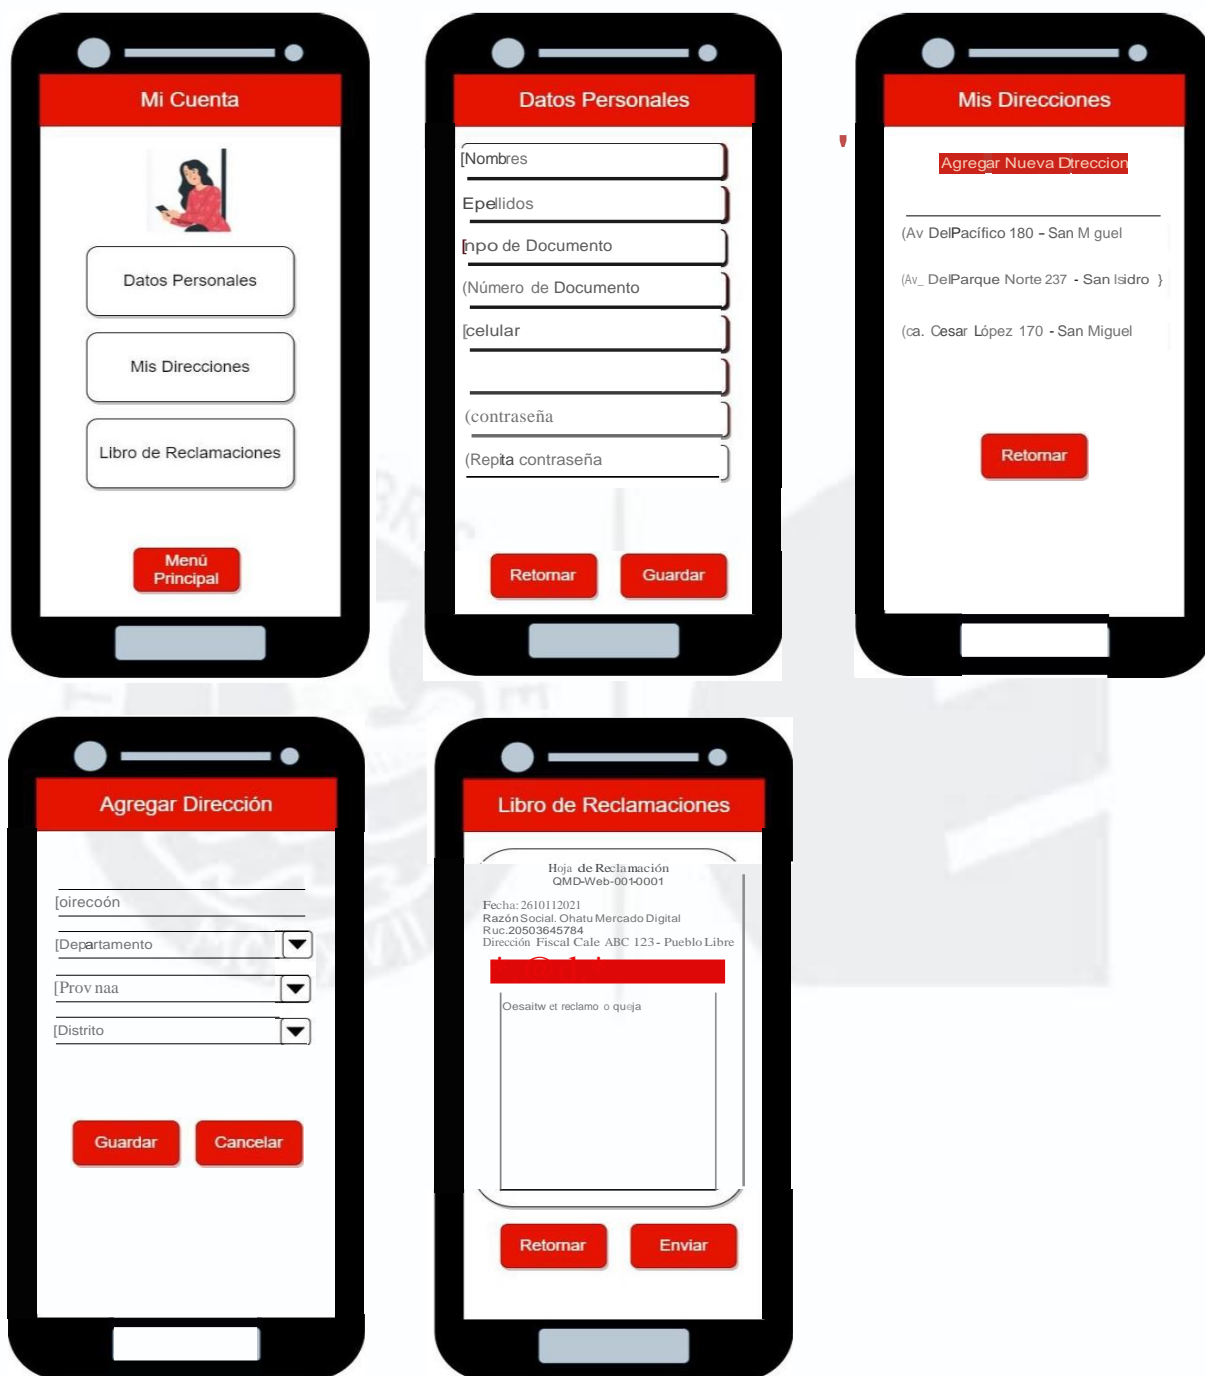 Mi Cuenta
Datos Personales
Mis Direcciones
Libro de Reclamaciones
Menú
Principal
Datos Personales
[Nombres
Epellidos
[npo de Documento
(Número de Documento
[celular
(contraseña
(Repita contraseña
Retornar
Guardar
Mis Direcciones
Agregar Nueva Dtreccion
(Av DelPacífico 180 - San M guel
(Av_ DelParque Norte 237 - San Isidro }
(ca. Cesar López 170 - San Miguel
Retornar
Agregar Dirección
[oirecoón
[Departamento
[Prov naa
[Distrito
Guardar
Cancelar
Libro de Reclamaciones
Hoja de Reclamación
QMD-Web-001-0001
Fecha: 2610112021
Razón Social. Ohatu Mercado Digital
Ruc.20503645784
Dirección Fiscal Cale ABC 123 - Pueblo Libre
Oesaitw et reclamo o queja
Retornar
Enviar